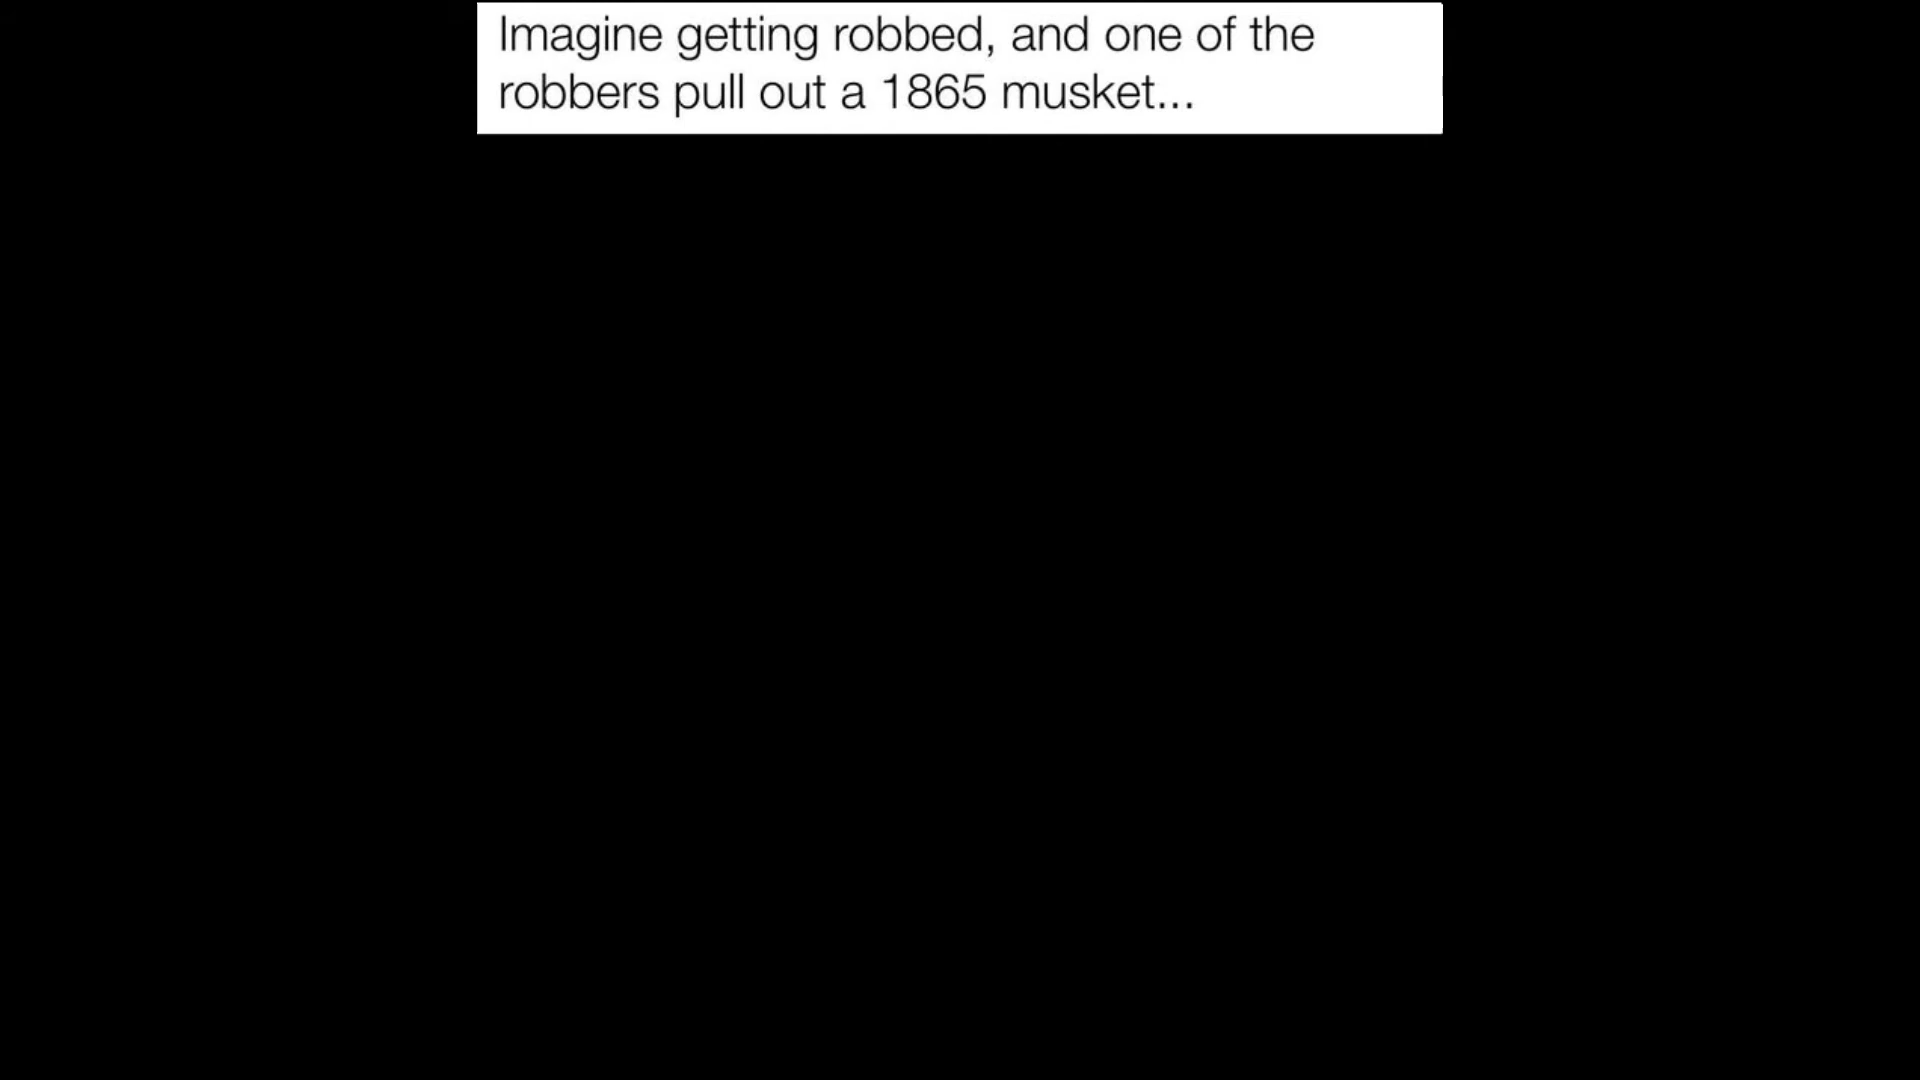 Imagine getting robbed, and one of the
robbers pull out a 1865 musket...